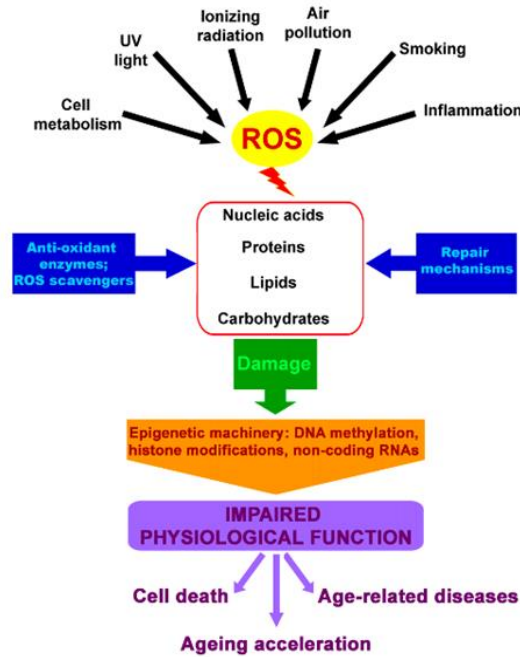 Ionizing
radiation
Air
pollution
UV
light
Smoking
Cell
metabolism
Inflammation
ROS
Nucleic acids
Proteins
Lipids
Carbohydrates
Anti-oxidant
enzymes;
ROS scavengers
Repair
mechanisms
Damage
Epigenetic machinery: DNA methylation,
histone modifications, non-coding RNAs
IMPAIRED
PHYSIOLOGICAL FUNCTION
Cell death
Age-related diseases
Ageing acceleration